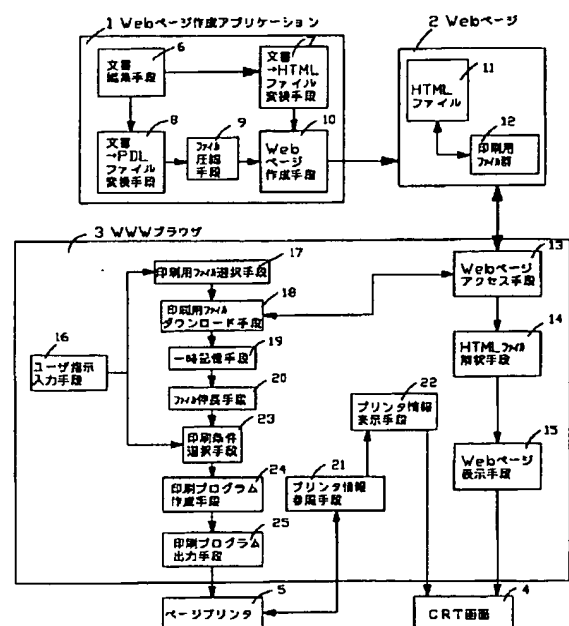 1 Webページ作成アプリケーション
6
文書
編集手段
7
文書
→HTML
ファイル
変換手段
8
文書
→PDL
ファイル
変換手段
9
ファイル
圧縮
手段
10
Web
ページ
作成手段
2 Webページ
11
HTML
ファイル
12
印刷用
ファイル群
3 WWWブラウザ
13
Webページ
アクセス手段
14
HTMLファイル
解釈手段
15
Webページ
表示手段
16
ユーザ指示
入力手段
17
印刷用ファイル選択手段
18
印刷用ファイル
ダウンロード手段
19
一時記憶手段
20
ファイル伸長手段
23
印刷条件
選択手段
24
印刷プログラム
作成手段
25
印刷プログラム
出力手段
21
プリンタ情報
参照手段
22
プリンタ情報
表示手段
5
ページプリンタ
4
CRT画面